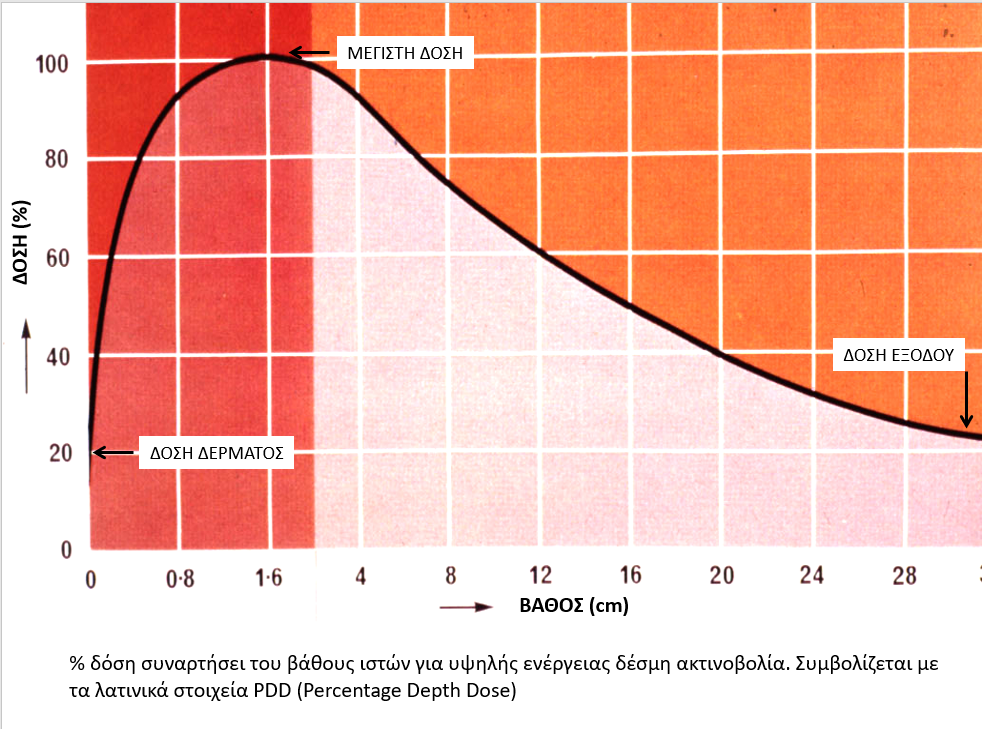 ΜΕΓΙΣΤΗ ΔΟΣΗ
100
80
60
40
20
0
ΔΟΣΗ (%)
ΔΟΣΗ ΕΞΟΔΟΥ
ΔΟΣΗ ΔΕΡΜΑΤΟΣ
0 0·8 1·6 4 8 12 16 20 24 28
ΒΑΘΟΣ (cm)
% δόση συναρτήσει του βάθους ιστών για υψηλής ενέργειας δέσμη ακτινοβολία. Συμβολίζεται με
τα λατινικά στοιχεία PDD (Percentage Depth Dose)